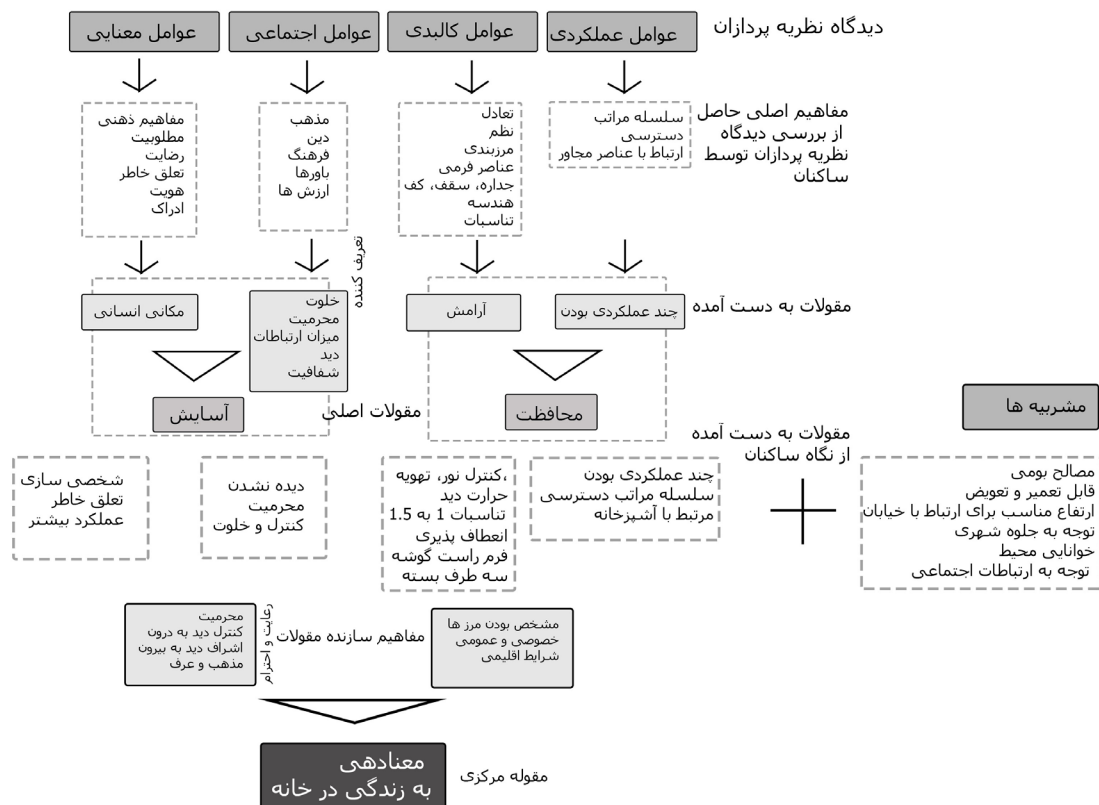 دیدگاه نظریه پردازان
عوامل عملکردی
عوامل کالبدی
عوامل اجتماعی
عوامل معنایی
مفاهیم اصلی حاصل
از بررسی دیدگاه
نظریه پردازان توسط
ساکنان
سلسله مراتب
دسترسی
ارتباط با عناصر مجاور
تعادل
نظم
مرزبندی
عناصر فرمی
جداره، سقف، کف
هندسه
تناسبات
مذهب
دین
فرهنگ
باورها
ارزش ها
مفاهیم ذهنی
مطلوبیت
رضایت
تعلق خاطر
هویت
ادراک
تعریف کننده
مقولات به دست آمده
چند عملکردی بودن
آرامش
خلوت
محرمیت
میزان ارتباطات
دید
شفافیت
مکانی انسانی
مقولات اصلی
محافظت
آسایش
مشربیه ها
مقولات به دست آمده
از نگاه ساکنان
مصالح بومی
قابل تعمیر و تعویض
ارتفاع مناسب برای ارتباط با خیابان
توجه به جلوه شهری
خوانایی محیط
توجه به ارتباطات اجتماعی
چند عملکردی بودن
سلسله مراتب دسترسی
مرتبط با آشپزخانه
کنترل نور، تهویه،
حرارت دید
تناسبات 1 به 1.5
انعطاف پذیری
فرم راست گوشه
سه طرف بسته
دیده نشدن
محرمیت
کنترل و خلوت
شخصی سازی
تعلق خاطر
عملکرد بیشتر
مفاهیم سازنده مقولات
مشخص بودن مرز ها
خصوصی و عمومی
شرایط اقلیمی
رعایت و احترام
محرمیت
کنترل دید به درون
اشراف دید به بیرون
مذهب و عرف
مقوله مرکزی
معنادهی
به زندگی در خانه